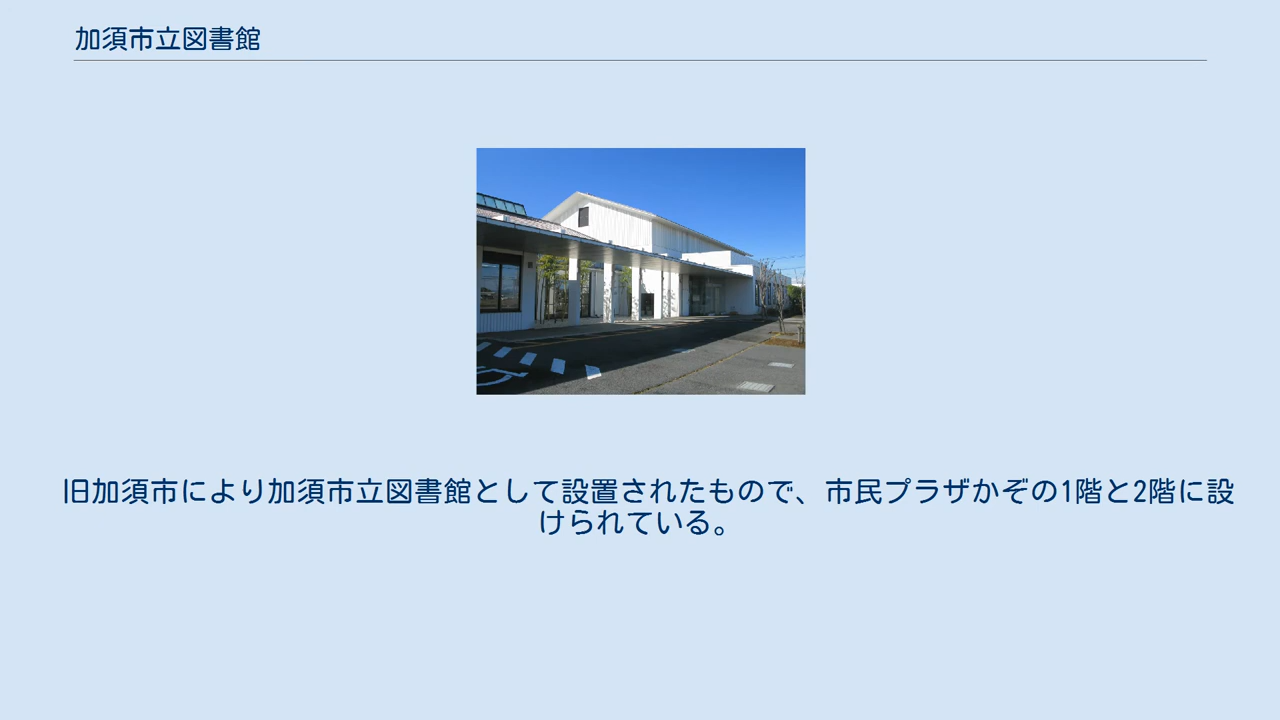 加須市立図書館
旧加須市により加須市立図書館として設置されたもので、市民プラザかぞの1階と2階に設
けられている。